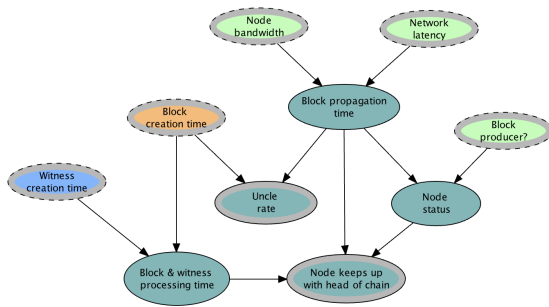 Node
bandwidth
Network
latency
Block propagation
time
Block
creation time
Block
producer?
Witness
creation time
Uncle
rate
Node
status
Block & witness
processing time
Node keeps up
with head of chain